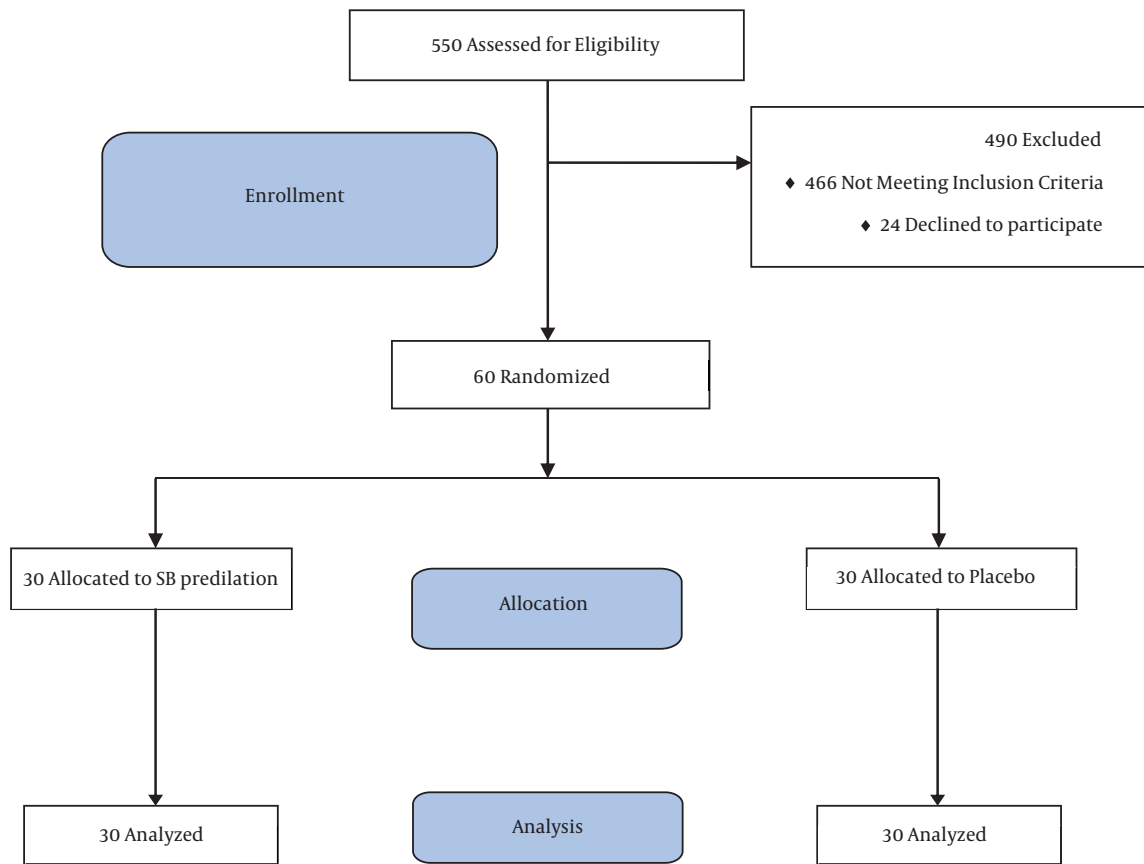 550 Assessed for Eligibility
490 Excluded
♦ 466 Not Meeting Inclusion Criteria
♦ 24 Declined to participate
Enrollment
60 Randomized
30 Allocated to SB predilation
30 Allocated to Placebo
Allocation
30 Analyzed
Analysis
30 Analyzed